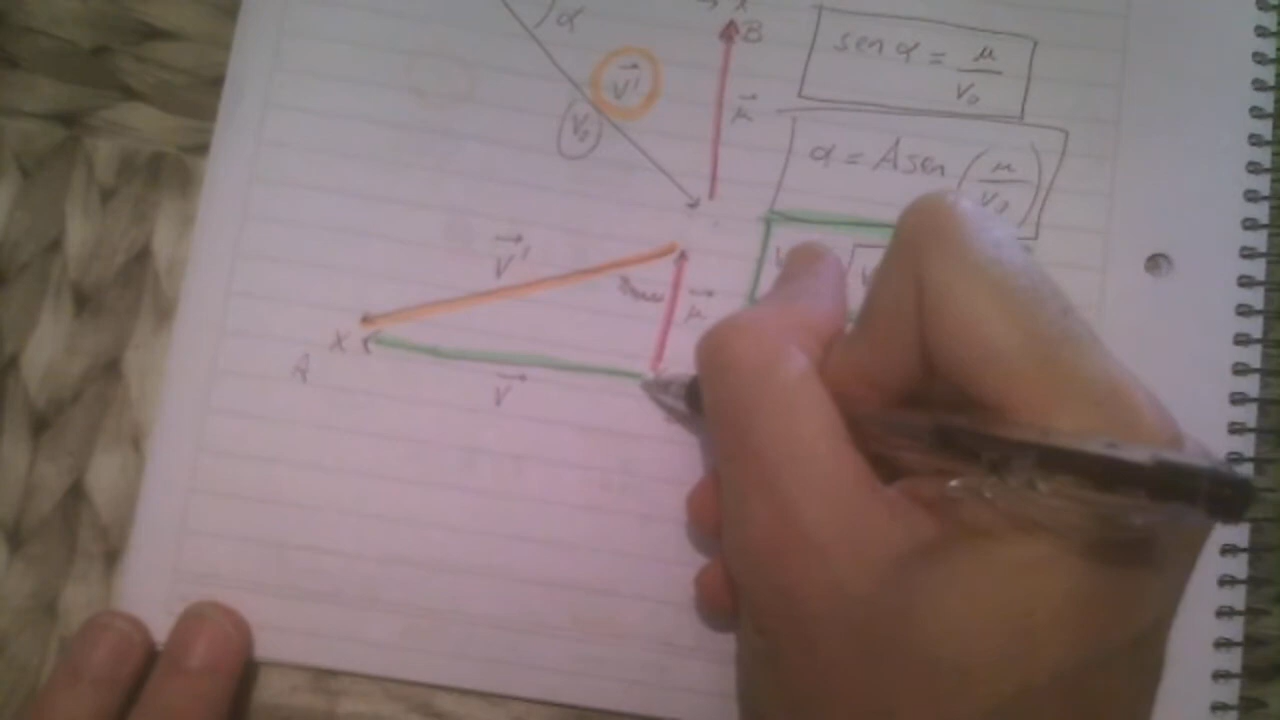 α
B
sen α = μ / V₀
V⃗'
V₀
μ⃗
α = Asen (μ / V₀)
V⃗'
μ⃗
X
A
V⃗